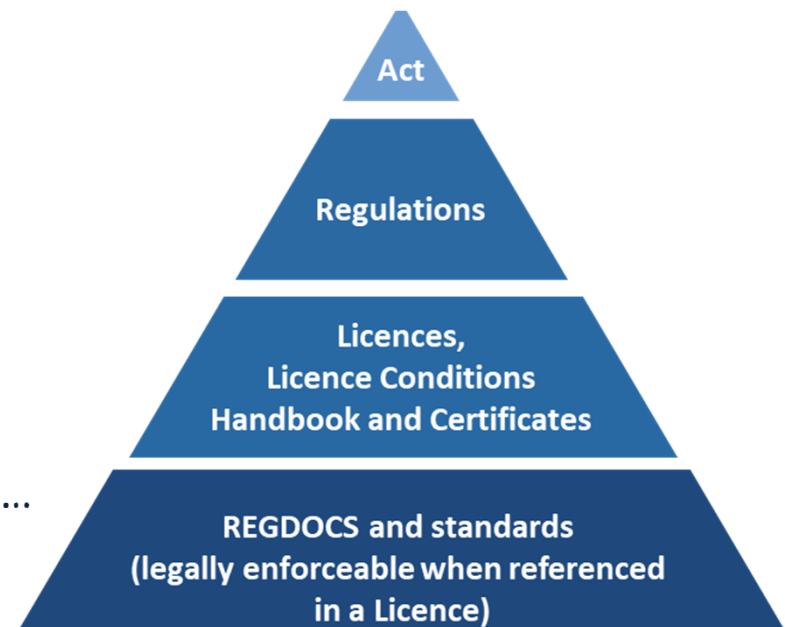 Act
Regulations
Licences,
Licence Conditions
Handbook and Certificates
...
REGDOCS and standards
(legally enforceable when referenced
in a Licence)